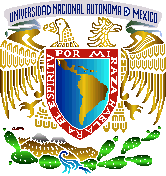 UNIVERSIDAD NACIONAL AUTONOMA DE MEXICO
POR MI RAZA HABLARA EL ESPIRITU